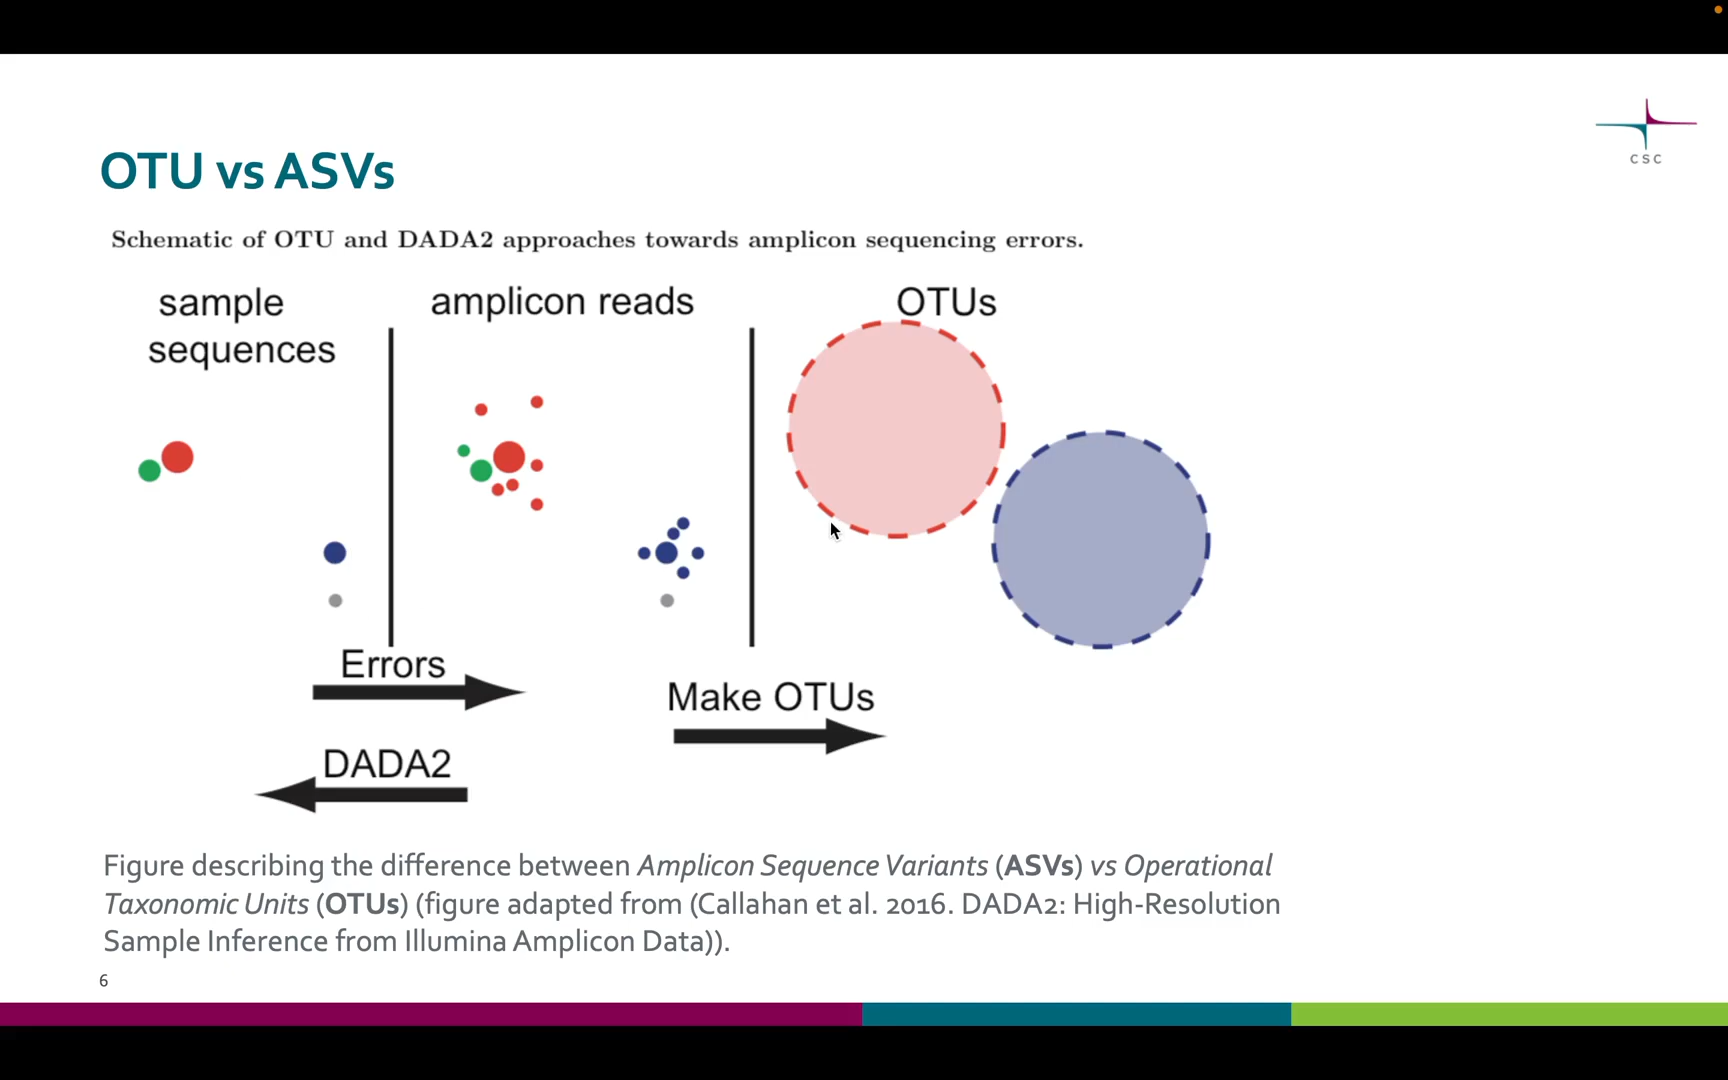 CSC
OTU vs ASVs
Schematic of OTU and DADA2 approaches towards amplicon sequencing errors.
sample
sequences
amplicon reads
OTUs
Errors
Make OTUs
DADA2
Figure describing the difference between Amplicon Sequence Variants (ASVs) vs Operational
Taxonomic Units (OTUs) (figure adapted from (Callahan et al. 2016. DADA2: High-Resolution
Sample Inference from Illumina Amplicon Data)).
6